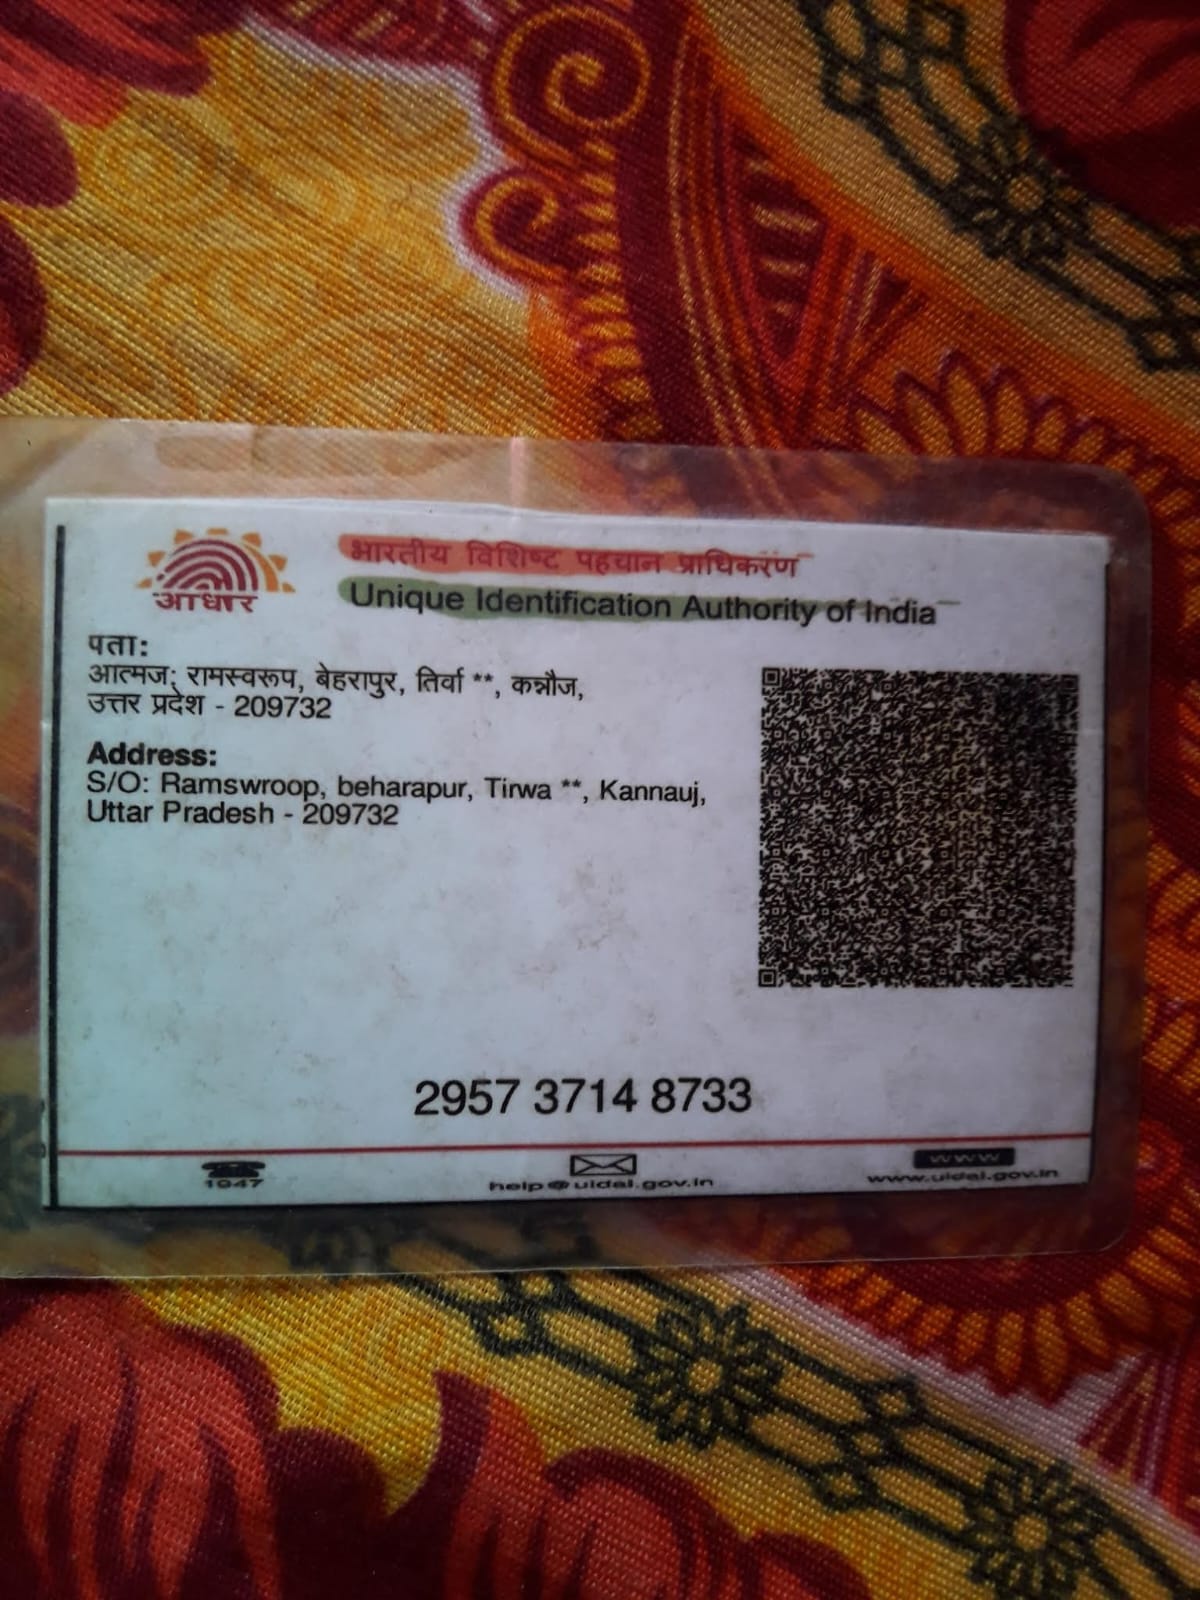 आधार
भारतीय विशिष्ट पहचान प्राधिकरण
Unique Identification Authority of India
पता:
आत्मज: रामस्वरूप, बेहरापुर, तिर्वा **, कन्नौज,
उत्तर प्रदेश - 209732
Address:
S/O: Ramswroop, beharapur, Tirwa **, Kannauj,
Uttar Pradesh - 209732
2957 3714 8733
1947
help@uidai.gov.in
www
www.uidai.gov.in